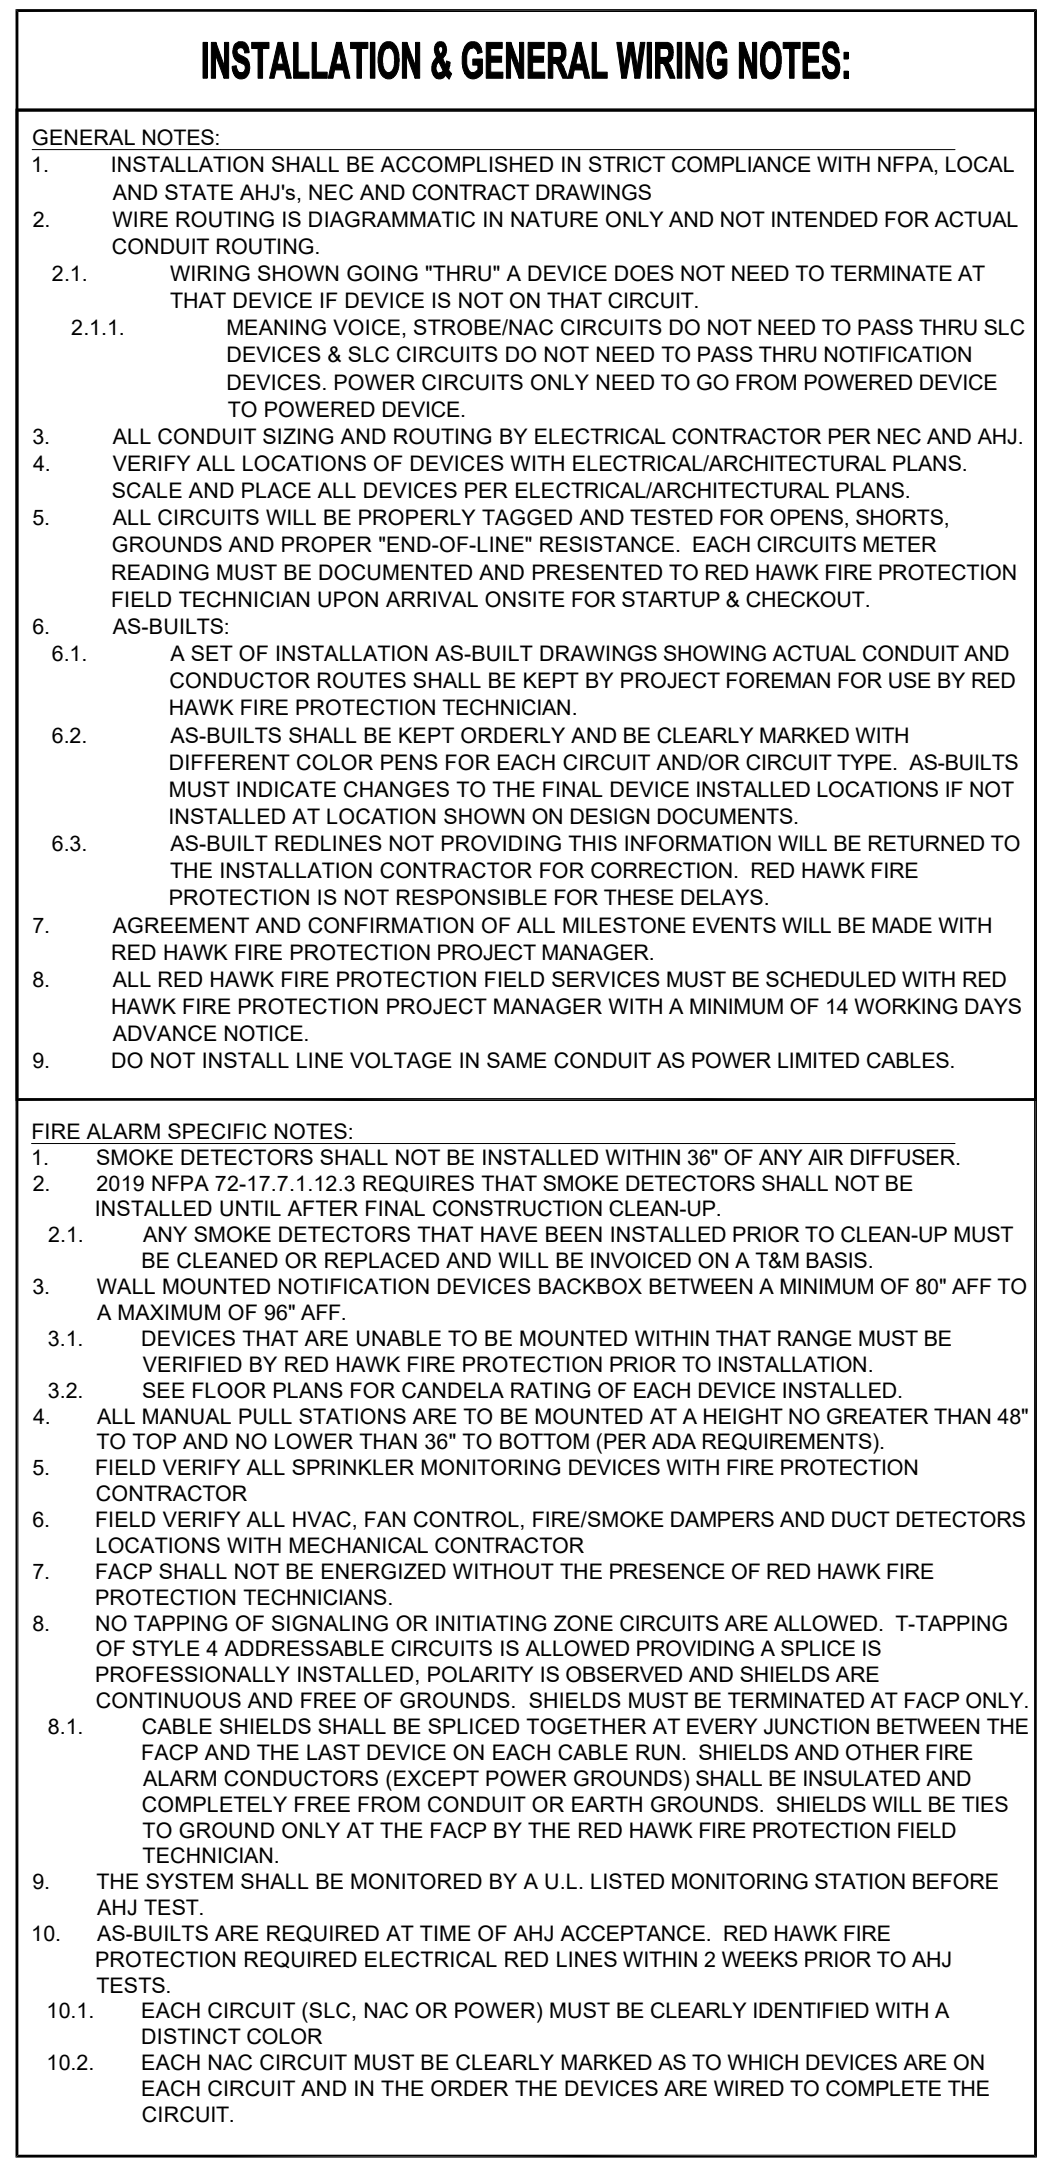 INSTALLATION & GENERAL WIRING NOTES:
GENERAL NOTES:
1. INSTALLATION SHALL BE ACCOMPLISHED IN STRICT COMPLIANCE WITH NFPA, LOCAL
AND STATE AHJ's, NEC AND CONTRACT DRAWINGS
2. WIRE ROUTING IS DIAGRAMMATIC IN NATURE ONLY AND NOT INTENDED FOR ACTUAL
CONDUIT ROUTING.
2.1. WIRING SHOWN GOING "THRU" A DEVICE DOES NOT NEED TO TERMINATE AT
THAT DEVICE IF DEVICE IS NOT ON THAT CIRCUIT.
2.1.1. MEANING VOICE, STROBE/NAC CIRCUITS DO NOT NEED TO PASS THRU SLC
DEVICES & SLC CIRCUITS DO NOT NEED TO PASS THRU NOTIFICATION
DEVICES. POWER CIRCUITS ONLY NEED TO GO FROM POWERED DEVICE
TO POWERED DEVICE.
3. ALL CONDUIT SIZING AND ROUTING BY ELECTRICAL CONTRACTOR PER NEC AND AHJ.
4. VERIFY ALL LOCATIONS OF DEVICES WITH ELECTRICAL/ARCHITECTURAL PLANS.
SCALE AND PLACE ALL DEVICES PER ELECTRICAL/ARCHITECTURAL PLANS.
5. ALL CIRCUITS WILL BE PROPERLY TAGGED AND TESTED FOR OPENS, SHORTS,
GROUNDS AND PROPER "END-OF-LINE" RESISTANCE. EACH CIRCUITS METER
READING MUST BE DOCUMENTED AND PRESENTED TO RED HAWK FIRE PROTECTION
FIELD TECHNICIAN UPON ARRIVAL ONSITE FOR STARTUP & CHECKOUT.
6. AS-BUILTS:
6.1. A SET OF INSTALLATION AS-BUILT DRAWINGS SHOWING ACTUAL CONDUIT AND
CONDUCTOR ROUTES SHALL BE KEPT BY PROJECT FOREMAN FOR USE BY RED
HAWK FIRE PROTECTION TECHNICIAN.
6.2. AS-BUILTS SHALL BE KEPT ORDERLY AND BE CLEARLY MARKED WITH
DIFFERENT COLOR PENS FOR EACH CIRCUIT AND/OR CIRCUIT TYPE. AS-BUILTS
MUST INDICATE CHANGES TO THE FINAL DEVICE INSTALLED LOCATIONS IF NOT
INSTALLED AT LOCATION SHOWN ON DESIGN DOCUMENTS.
6.3. AS-BUILT REDLINES NOT PROVIDING THIS INFORMATION WILL BE RETURNED TO
THE INSTALLATION CONTRACTOR FOR CORRECTION. RED HAWK FIRE
PROTECTION IS NOT RESPONSIBLE FOR THESE DELAYS.
7. AGREEMENT AND CONFIRMATION OF ALL MILESTONE EVENTS WILL BE MADE WITH
RED HAWK FIRE PROTECTION PROJECT MANAGER.
8. ALL RED HAWK FIRE PROTECTION FIELD SERVICES MUST BE SCHEDULED WITH RED
HAWK FIRE PROTECTION PROJECT MANAGER WITH A MINIMUM OF 14 WORKING DAYS
ADVANCE NOTICE.
9. DO NOT INSTALL LINE VOLTAGE IN SAME CONDUIT AS POWER LIMITED CABLES.
FIRE ALARM SPECIFIC NOTES:
1. SMOKE DETECTORS SHALL NOT BE INSTALLED WITHIN 36" OF ANY AIR DIFFUSER.
2. 2019 NFPA 72-17.7.1.12.3 REQUIRES THAT SMOKE DETECTORS SHALL NOT BE
INSTALLED UNTIL AFTER FINAL CONSTRUCTION CLEAN-UP.
2.1. ANY SMOKE DETECTORS THAT HAVE BEEN INSTALLED PRIOR TO CLEAN-UP MUST
BE CLEANED OR REPLACED AND WILL BE INVOICED ON A T&M BASIS.
3. WALL MOUNTED NOTIFICATION DEVICES BACKBOX BETWEEN A MINIMUM OF 80" AFF TO
A MAXIMUM OF 96" AFF.
3.1. DEVICES THAT ARE UNABLE TO BE MOUNTED WITHIN THAT RANGE MUST BE
VERIFIED BY RED HAWK FIRE PROTECTION PRIOR TO INSTALLATION.
3.2. SEE FLOOR PLANS FOR CANDELA RATING OF EACH DEVICE INSTALLED.
4. ALL MANUAL PULL STATIONS ARE TO BE MOUNTED AT A HEIGHT NO GREATER THAN 48"
TO TOP AND NO LOWER THAN 36" TO BOTTOM (PER ADA REQUIREMENTS).
5. FIELD VERIFY ALL SPRINKLER MONITORING DEVICES WITH FIRE PROTECTION
CONTRACTOR
6. FIELD VERIFY ALL HVAC, FAN CONTROL, FIRE/SMOKE DAMPERS AND DUCT DETECTORS
LOCATIONS WITH MECHANICAL CONTRACTOR
7. FACP SHALL NOT BE ENERGIZED WITHOUT THE PRESENCE OF RED HAWK FIRE
PROTECTION TECHNICIANS.
8. NO TAPPING OF SIGNALING OR INITIATING ZONE CIRCUITS ARE ALLOWED. T-TAPPING
OF STYLE 4 ADDRESSABLE CIRCUITS IS ALLOWED PROVIDING A SPLICE IS
PROFESSIONALLY INSTALLED, POLARITY IS OBSERVED AND SHIELDS ARE
CONTINUOUS AND FREE OF GROUNDS. SHIELDS MUST BE TERMINATED AT FACP ONLY.
8.1. CABLE SHIELDS SHALL BE SPLICED TOGETHER AT EVERY JUNCTION BETWEEN THE
FACP AND THE LAST DEVICE ON EACH CABLE RUN. SHIELDS AND OTHER FIRE
ALARM CONDUCTORS (EXCEPT POWER GROUNDS) SHALL BE INSULATED AND
COMPLETELY FREE FROM CONDUIT OR EARTH GROUNDS. SHIELDS WILL BE TIES
TO GROUND ONLY AT THE FACP BY THE RED HAWK FIRE PROTECTION FIELD
TECHNICIAN.
9. THE SYSTEM SHALL BE MONITORED BY A U.L. LISTED MONITORING STATION BEFORE
AHJ TEST.
10. AS-BUILTS ARE REQUIRED AT TIME OF AHJ ACCEPTANCE. RED HAWK FIRE
PROTECTION REQUIRED ELECTRICAL RED LINES WITHIN 2 WEEKS PRIOR TO AHJ
TESTS.
10.1. EACH CIRCUIT (SLC, NAC OR POWER) MUST BE CLEARLY IDENTIFIED WITH A
DISTINCT COLOR
10.2. EACH NAC CIRCUIT MUST BE CLEARLY MARKED AS TO WHICH DEVICES ARE ON
EACH CIRCUIT AND IN THE ORDER THE DEVICES ARE WIRED TO COMPLETE THE
CIRCUIT.